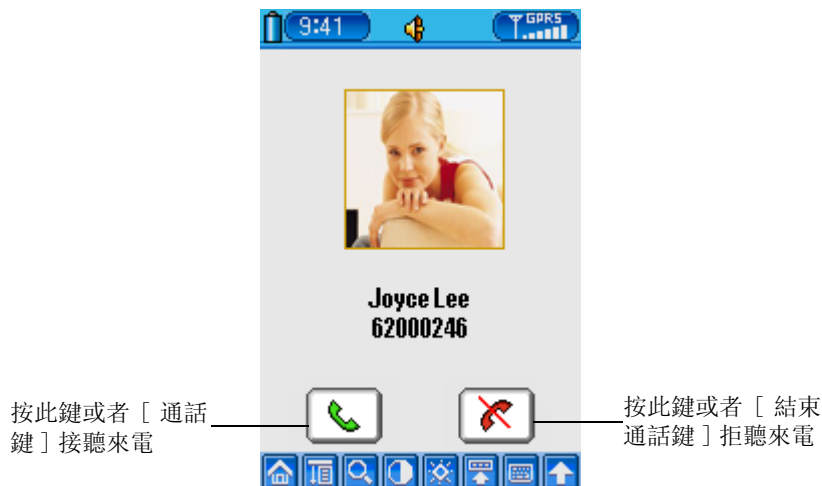 9:41
GPRS
Joyce Lee
62000246
按此鍵或者 [ 通話
鍵 ] 接聽來電
按此鍵或者 [ 結束
通話鍵 ] 拒聽來電